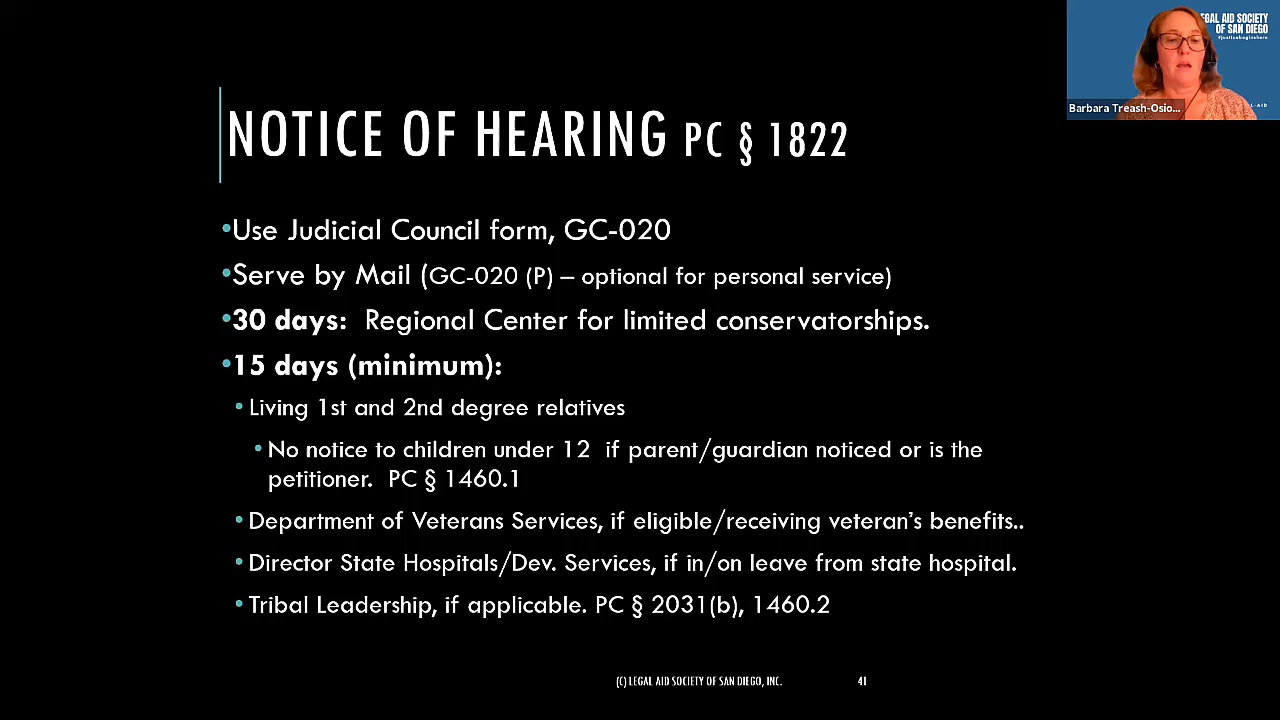 EGAL AID SOCIETY
OF SAN DIEGO
#justicebeginshere
L-AID
Barbara Treash-Osio...
NOTICE OF HEARING PC § 1822
•Use Judicial Council form, GC-020
•Serve by Mail (GC-020 (P) – optional for personal service)
•30 days: Regional Center for limited conservatorships.
•15 days (minimum):
• Living 1st and 2nd degree relatives
• No notice to children under 12 if parent/guardian noticed or is the
petitioner. PC § 1460.1
• Department of Veterans Services, if eligible/receiving veteran’s benefits..
• Director State Hospitals/Dev. Services, if in/on leave from state hospital.
• Tribal Leadership, if applicable. PC § 2031(b), 1460.2
(C) LEGAL AID SOCIETY OF SAN DIEGO, INC.
41